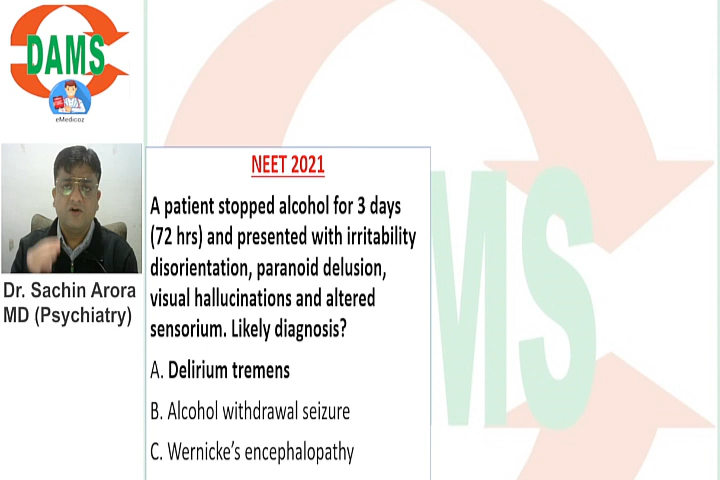 DAMS
eMedicoz
NEET 2021
A patient stopped alcohol for 3 days
(72 hrs) and presented with irritability
disorientation, paranoid delusion,
visual hallucinations and altered
sensorium. Likely diagnosis?
A. Delirium tremens
B. Alcohol withdrawal seizure
C. Wernicke's encephalopathy
Dr. Sachin Arora
MD (Psychiatry)
MS